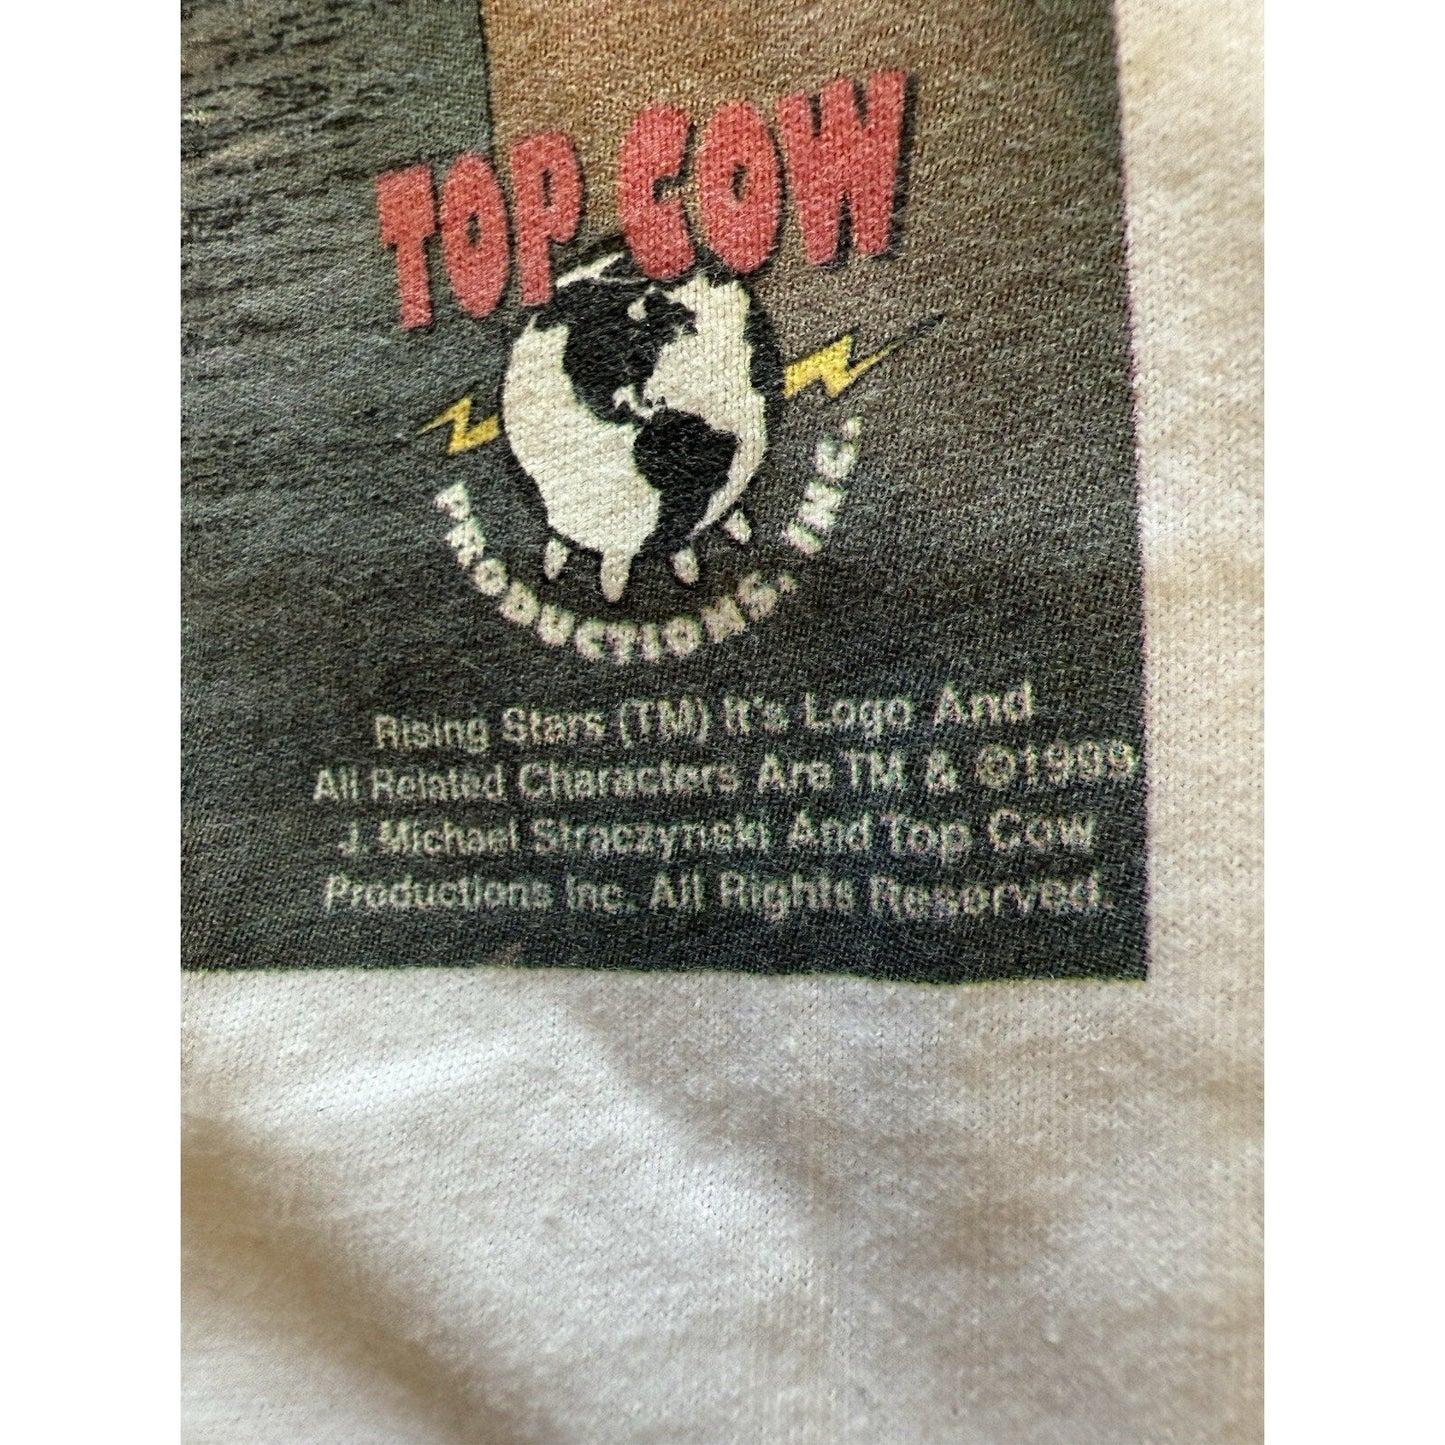 TOP COW
PRODUCTIONS, INC.
Rising Stars (TM) It's Logo And
All Related Characters Are TM & ©1999
J. Michael Straczynski And Top Cow
Productions Inc. All Rights Reserved.